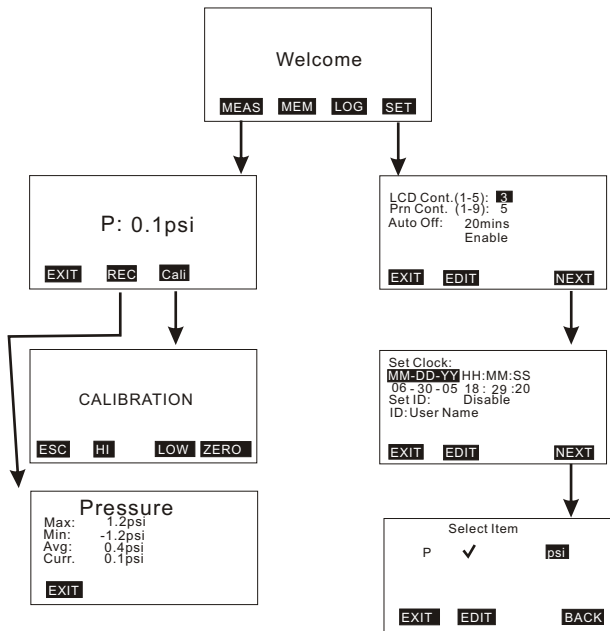 Welcome
MEAS MEM LOG SET
P: 0.1psi
EXIT REC Cali
CALIBRATION
ESC HI LOW ZERO
Pressure
Max: 1.2psi
Min: -1.2psi
Avg: 0.4psi
Curr. 0.1psi
EXIT
LCD Cont.(1-5): 3
Prn Cont. (1-9): 5
Auto Off: 20mins
Enable
EXIT EDIT NEXT
Set Clock:
MM-DD-YY HH:MM:SS
06-30-05 18:29:20
Set ID: Disable
ID:User Name
EXIT EDIT NEXT
Select Item
P ✓ psi
EXIT EDIT BACK